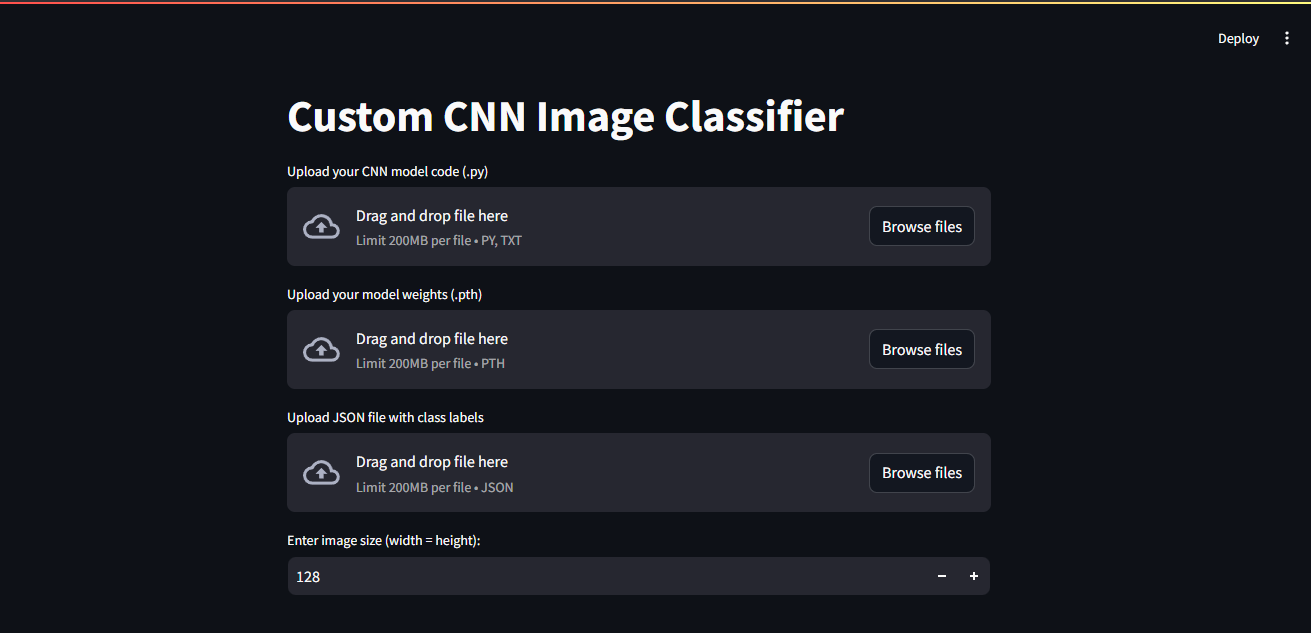 Deploy
Custom CNN Image Classifier
Upload your CNN model code (.py)
Drag and drop file here
Limit 200MB per file • PY, TXT
Browse files
Upload your model weights (.pth)
Drag and drop file here
Limit 200MB per file • PTH
Browse files
Upload JSON file with class labels
Drag and drop file here
Limit 200MB per file • JSON
Browse files
Enter image size (width = height):
128